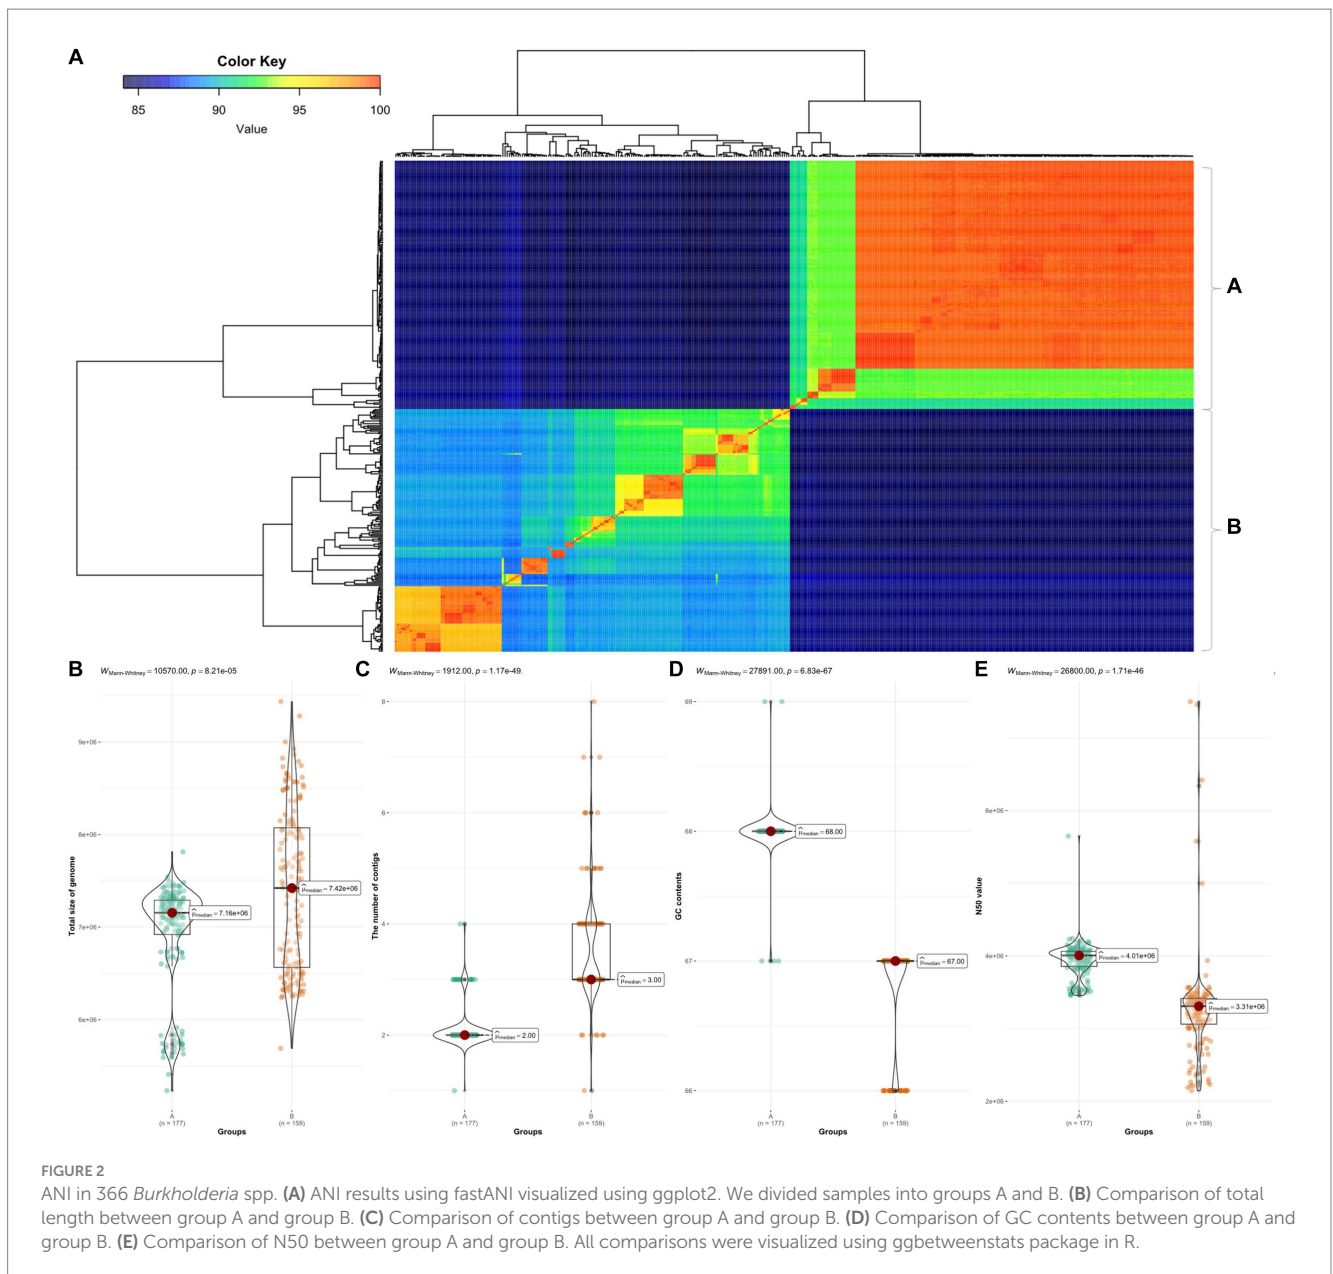 A
Color Key
85 90 95 100
Value
A
B
B
W Mann-Whitney = 10570.00, p = 8.21e-05
9e+06
8e+06
7e+06
6e+06
Total size of genome
μ̂ median = 7.16e+06
μ̂ median = 7.42e+06
A
(n = 177)
B
(n = 159)
Groups
C
W Mann-Whitney = 1912.00, p = 1.17e-49
8
6
4
2
The number of contigs
μ̂ median = 2.00
μ̂ median = 3.00
A
(n = 177)
B
(n = 159)
Groups
D
W Mann-Whitney = 27891.00, p = 6.83e-67
69
68
67
66
GC contents
μ̂ median = 68.00
μ̂ median = 67.00
A
(n = 177)
B
(n = 159)
Groups
E
W Mann-Whitney = 26800.00, p = 1.71e-46
6e+06
4e+06
2e+06
N50 value
μ̂ median = 4.01e+06
μ̂ median = 3.31e+06
A
(n = 177)
B
(n = 159)
Groups
FIGURE 2
ANI in 366 Burkholderia spp. (A) ANI results using fastANI visualized using ggplot2. We divided samples into groups A and B. (B) Comparison of total
length between group A and group B. (C) Comparison of contigs between group A and group B. (D) Comparison of GC contents between group A and
group B. (E) Comparison of N50 between group A and group B. All comparisons were visualized using ggbetweenstats package in R.